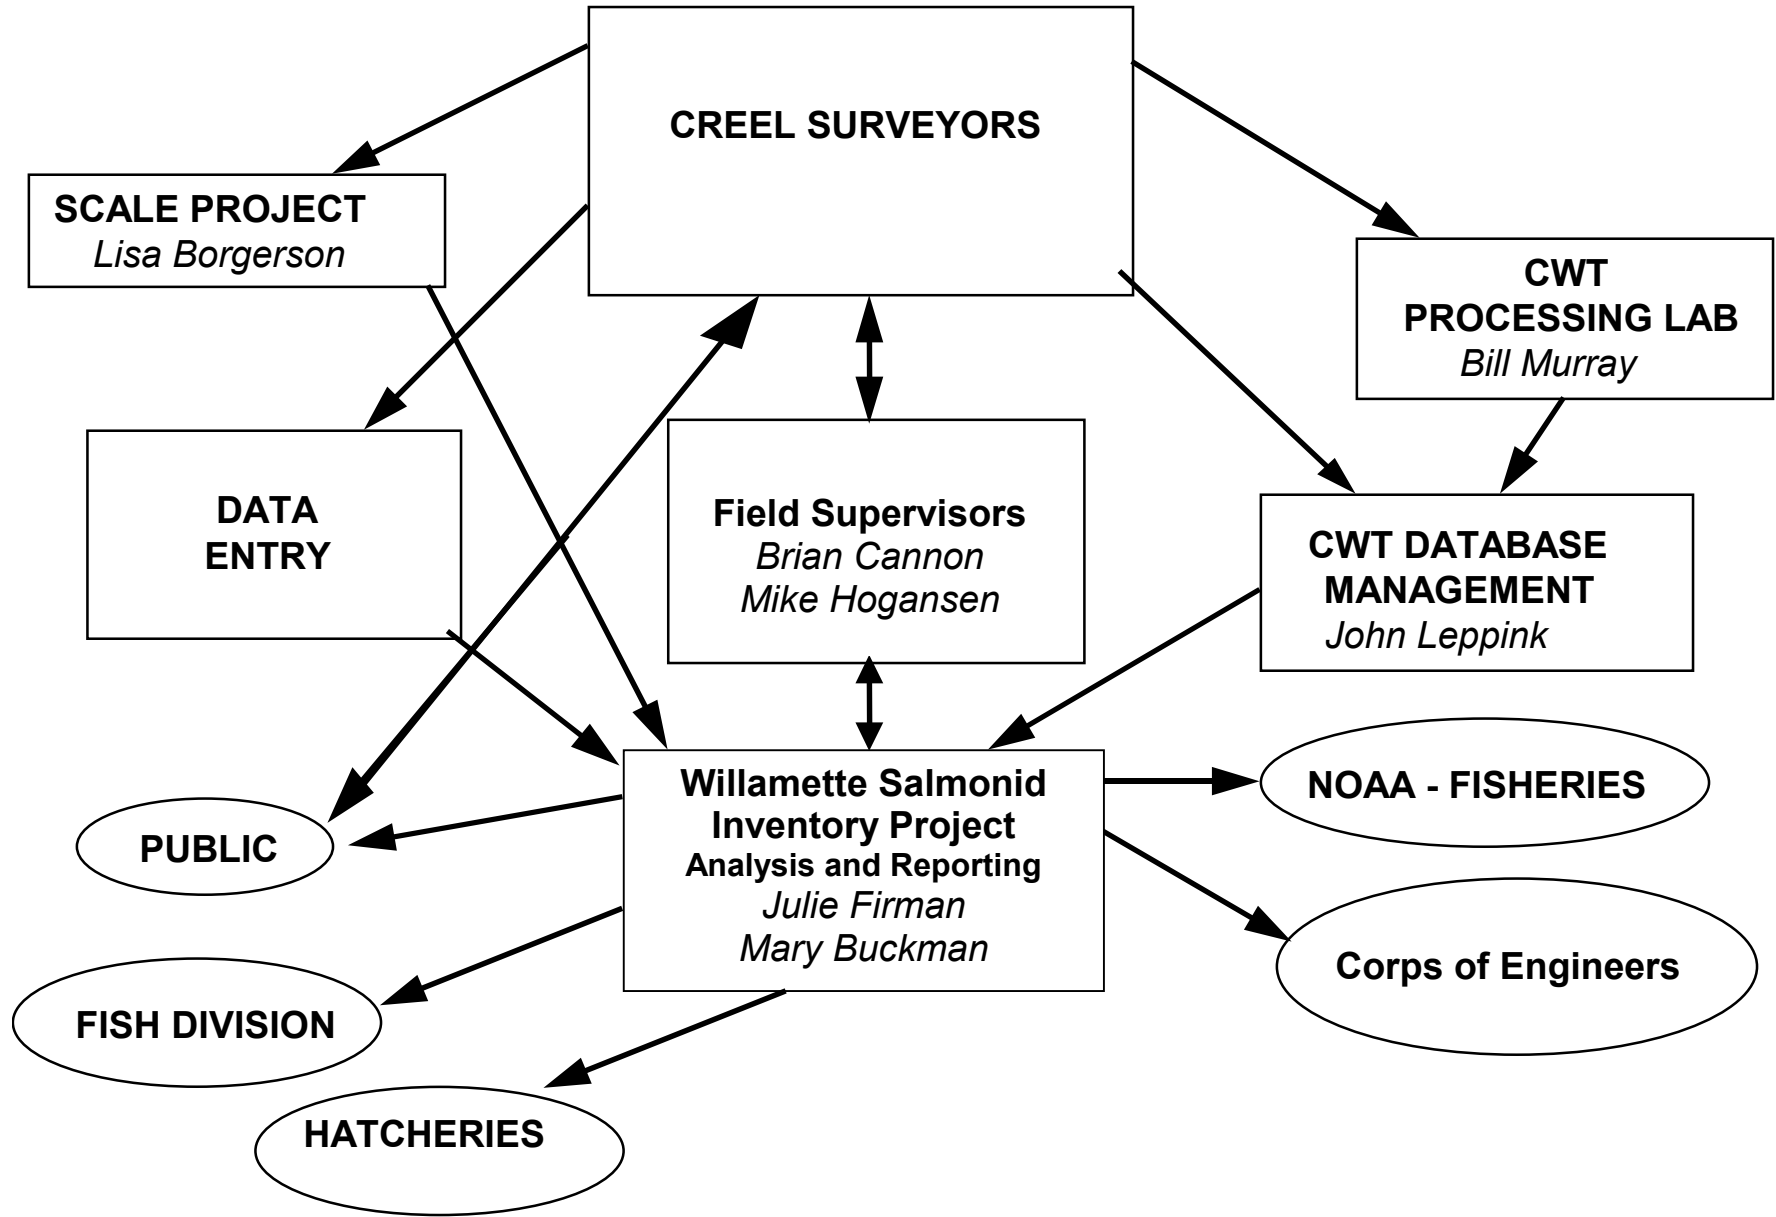 CREEL SURVEYORS
SCALE PROJECT
Lisa Borgerson
CWT
PROCESSING LAB
Bill Murray
DATA
ENTRY
Field Supervisors
Brian Cannon
Mike Hogansen
CWT DATABASE
MANAGEMENT
John Leppink
Willamette Salmonid
Inventory Project
Analysis and Reporting
Julie Firman
Mary Buckman
NOAA - FISHERIES
PUBLIC
Corps of Engineers
FISH DIVISION
HATCHERIES